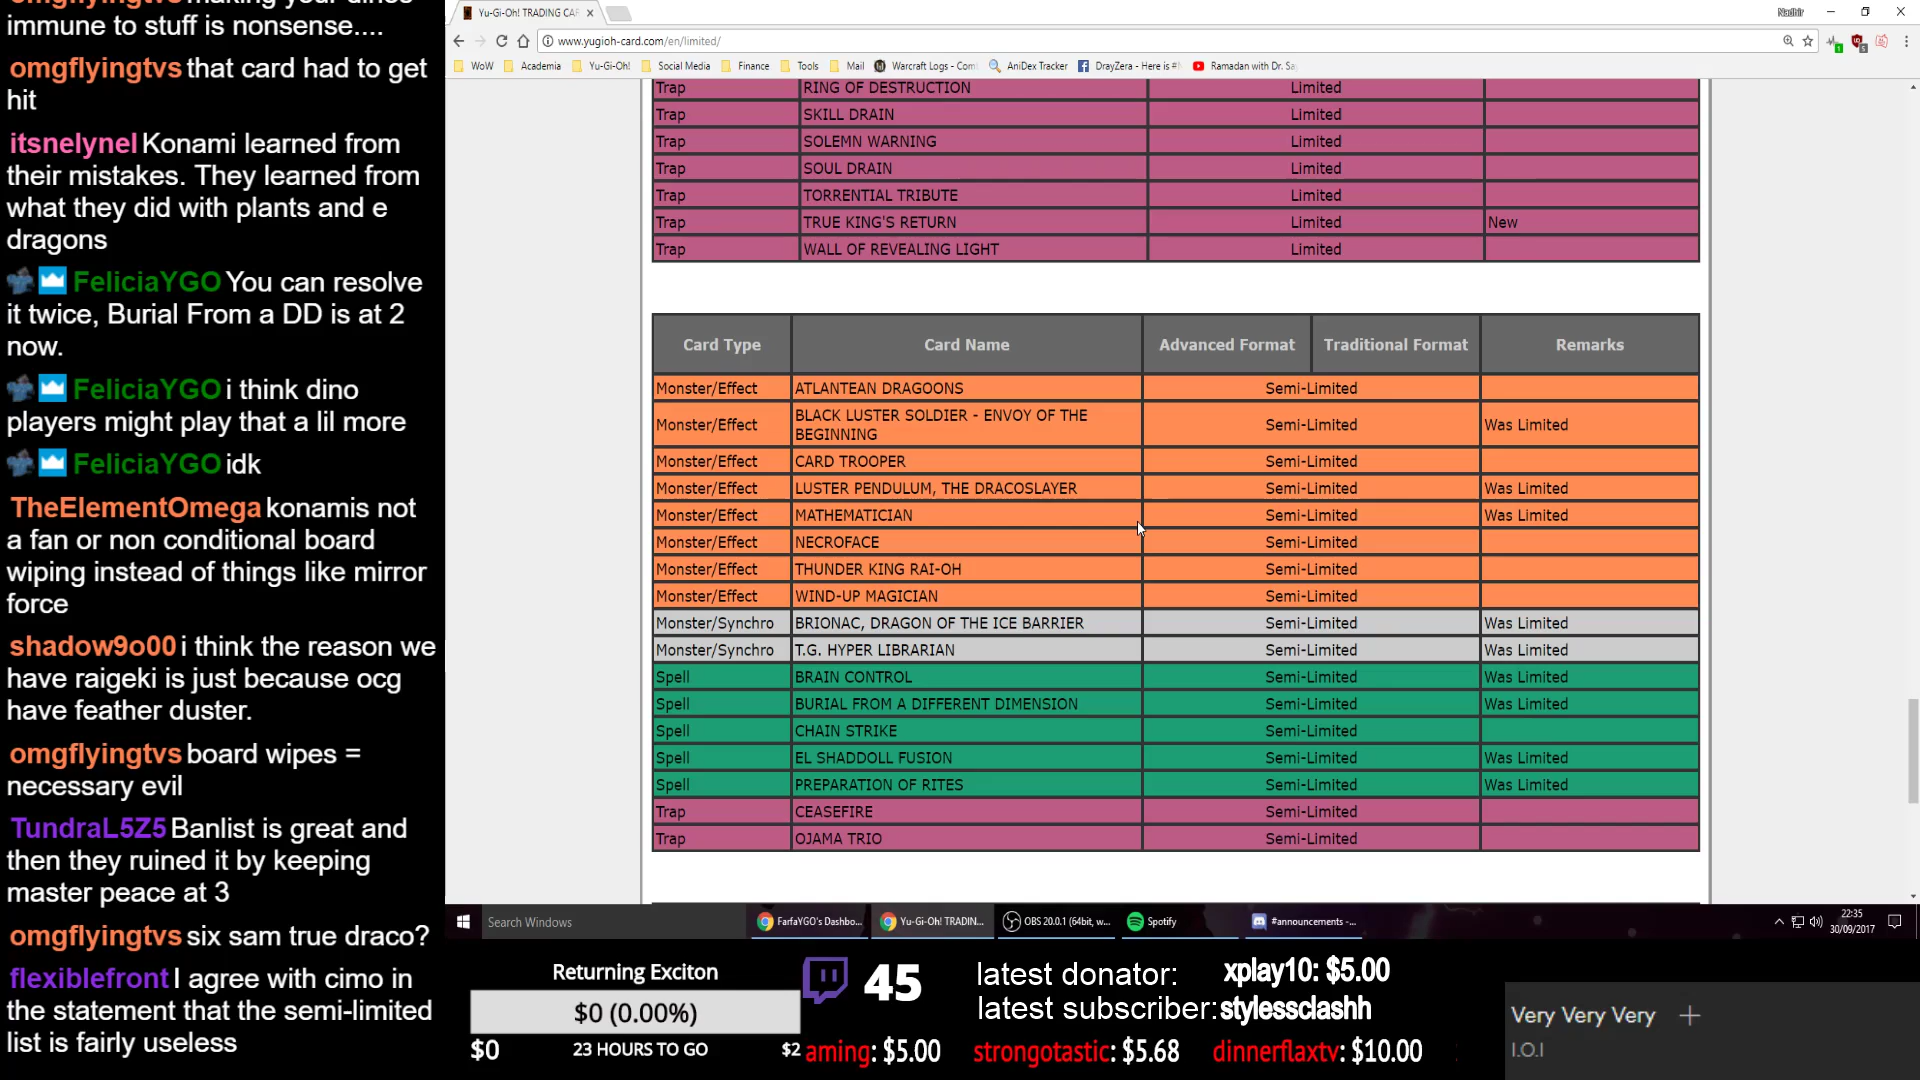 omgflyingtvs making your dinos
immune to stuff is nonsense....
omgflyingtvs that card had to get
hit
itsnelynel Konami learned from
their mistakes. They learned from
what they did with plants and e
dragons
FeliciaYGO You can resolve
it twice, Burial From a DD is at 2
now.
FeliciaYGO i think dino
players might play that a lil more
FeliciaYGO idk
TheElementOmega konamis not
a fan or non conditional board
wiping instead of things like mirror
force
shadow9o00 i think the reason we
have raigeki is just because ocg
have feather duster.
omgflyingtvs board wipes =
necessary evil
TundraL5Z5 Banlist is great and
then they ruined it by keeping
master peace at 3
omgflyingtvs six sam true draco?
flexiblefront I agree with cimo in
the statement that the semi-limited
list is fairly useless
Yu-Gi-Oh! TRADING CAR
Nadhir
www.yugioh-card.com/en/limited/
WoW Academia Yu-Gi-Oh! Social Media Finance Tools Mail Warcraft Logs - Com AniDex Tracker DrayZera - Here is #N Ramadan with Dr. Sa
Trap RING OF DESTRUCTION Limited
Trap SKILL DRAIN Limited
Trap SOLEMN WARNING Limited
Trap SOUL DRAIN Limited
Trap TORRENTIAL TRIBUTE Limited
Trap TRUE KING'S RETURN Limited New
Trap WALL OF REVEALING LIGHT Limited
Card Type Card Name Advanced Format Traditional Format Remarks
Monster/Effect ATLANTEAN DRAGOONS Semi-Limited
Monster/Effect BLACK LUSTER SOLDIER - ENVOY OF THE
BEGINNING Semi-Limited Was Limited
Monster/Effect CARD TROOPER Semi-Limited
Monster/Effect LUSTER PENDULUM, THE DRACOSLAYER Semi-Limited Was Limited
Monster/Effect MATHEMATICIAN Semi-Limited Was Limited
Monster/Effect NECROFACE Semi-Limited
Monster/Effect THUNDER KING RAI-OH Semi-Limited
Monster/Effect WIND-UP MAGICIAN Semi-Limited
Monster/Synchro BRIONAC, DRAGON OF THE ICE BARRIER Semi-Limited Was Limited
Monster/Synchro T.G. HYPER LIBRARIAN Semi-Limited Was Limited
Spell BRAIN CONTROL Semi-Limited Was Limited
Spell BURIAL FROM A DIFFERENT DIMENSION Semi-Limited Was Limited
Spell CHAIN STRIKE Semi-Limited
Spell EL SHADDOLL FUSION Semi-Limited Was Limited
Spell PREPARATION OF RITES Semi-Limited Was Limited
Trap CEASEFIRE Semi-Limited
Trap OJAMA TRIO Semi-Limited
Search Windows FarfaYGO's Dashbo... Yu-Gi-Oh! TRADIN... OBS 20.0.1 (64bit, w... Spotify #announcements -...
22:35
30/09/2017
Returning Exciton
$0 (0.00%)
$0 23 HOURS TO GO $2
45
latest donator: xplay10: $5.00
latest subscriber: stylessclashh
aming: $5.00 strongotastic: $5.68 dinnerflaxtv: $10.00
Very Very Very
I.O.I